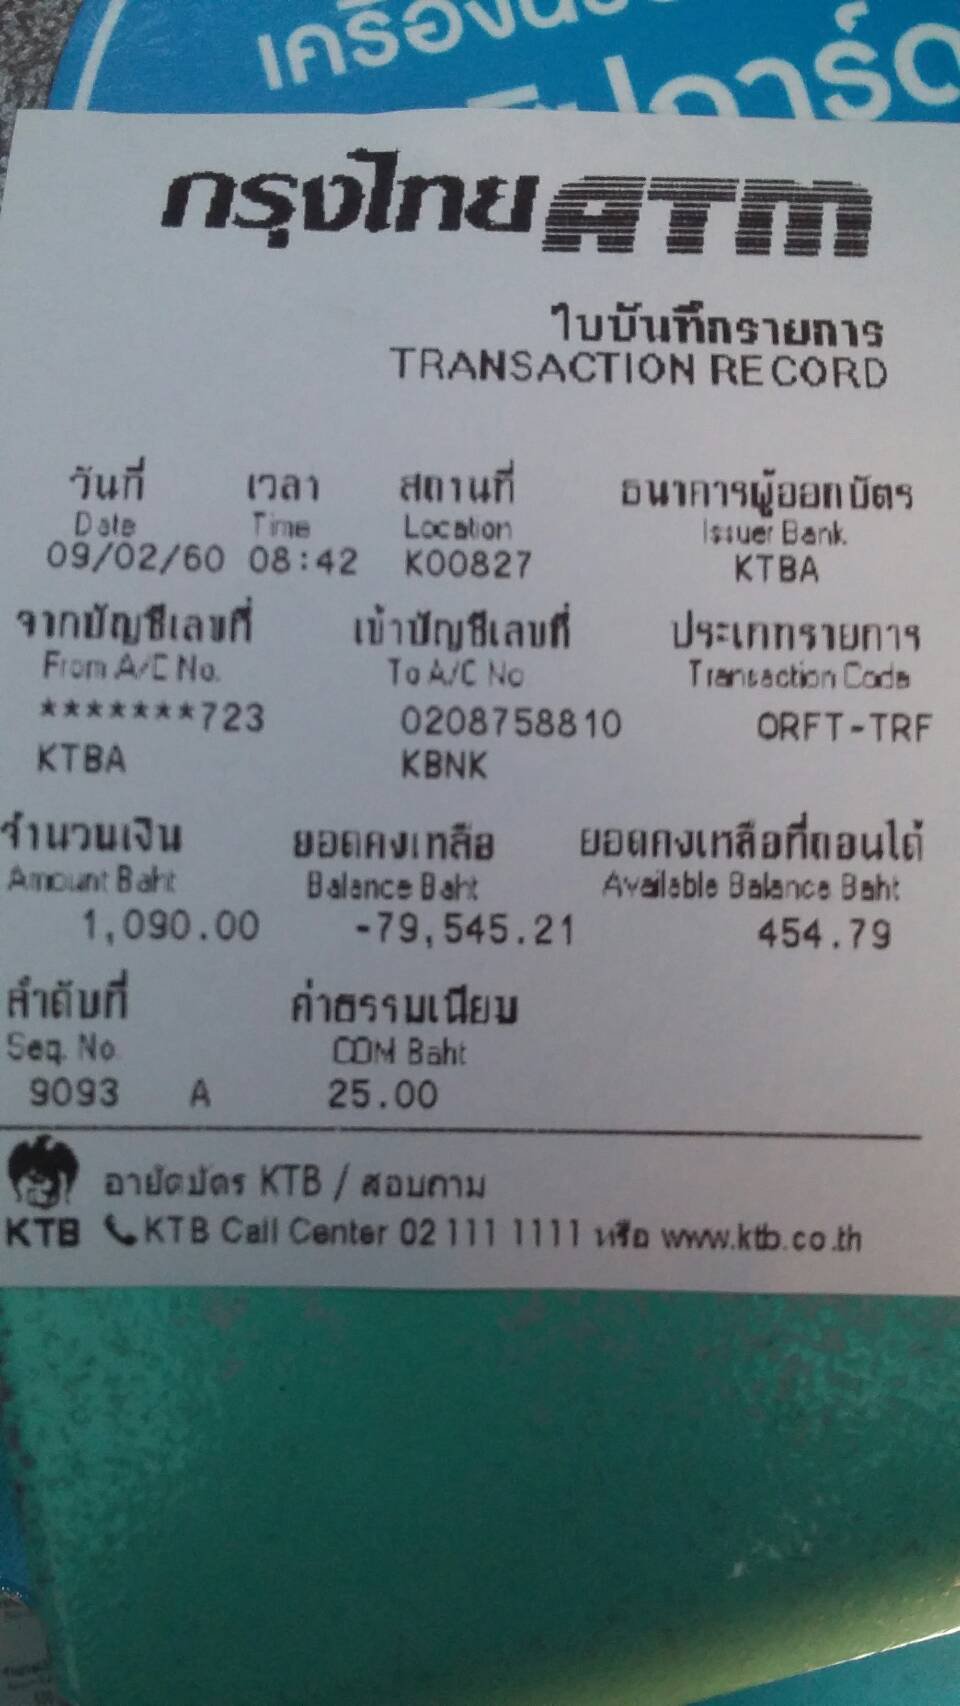 เครื่อง
กรุงไทย ATM
ใบบันทึกรายการ
TRANSACTION RECORD
วันที่ เวลา สถานที่ ธนาคารผู้ออกบัตร
Date Time Location Issuer Bank
09/02/60 08:42 K00827 KTBA
จากบัญชีเลขที่ เข้าบัญชีเลขที่ ประเภทรายการ
From A/C No. To A/C No Transaction Code
*******723 0208758810 ORFT-TRF
KTBA KBNK
จำนวนเงิน ยอดคงเหลือ ยอดคงเหลือที่ถอนได้
Amount Baht Balance Baht Available Balance Baht
1,090.00 -79,545.21 454.79
ลำดับที่ ค่าธรรมเนียม
Seq. No COM Baht
9093 A 25.00
อายัดบัตร KTB / สอบถาม
KTB KTB Call Center 02 111 1111 หรือ www.ktb.co.th